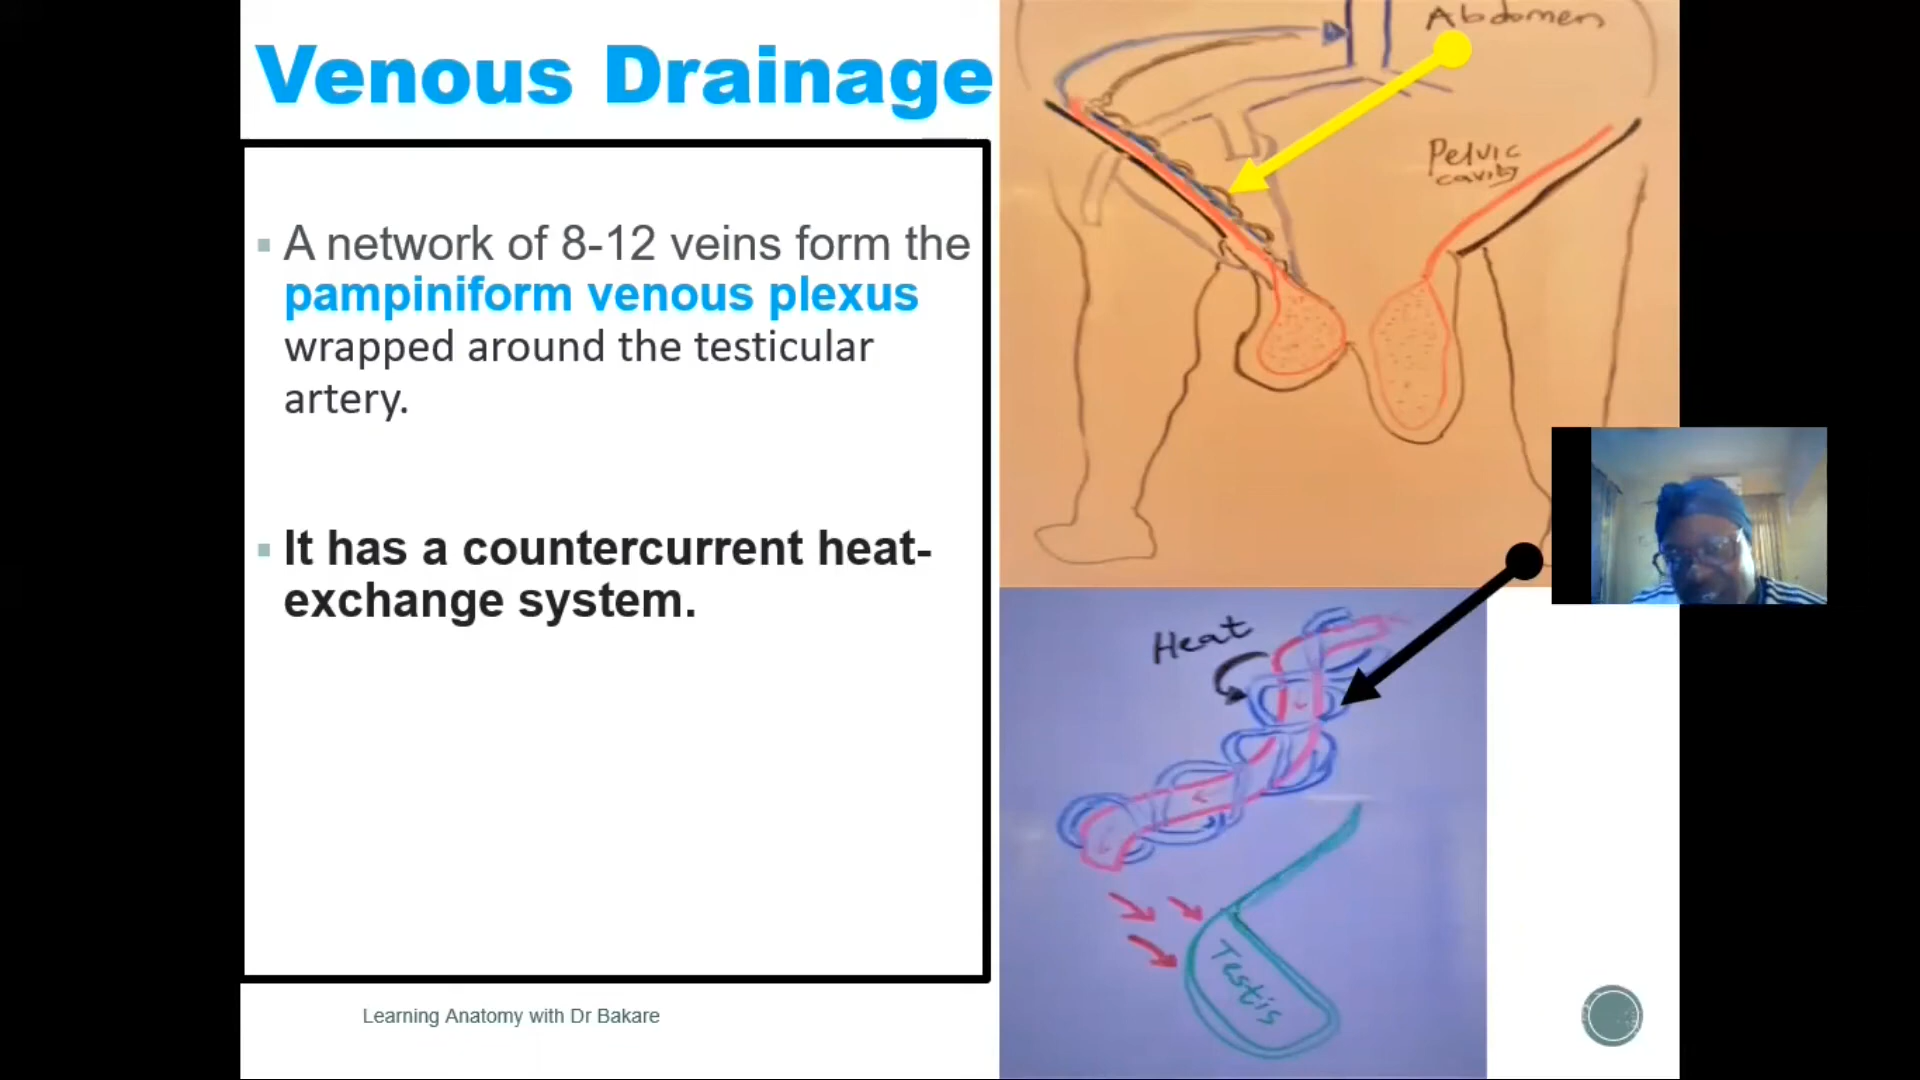 Venous Drainage
A network of 8-12 veins form the
pampiniform venous plexus
wrapped around the testicular
artery.
It has a countercurrent heat-
exchange system.
Learning Anatomy with Dr Bakare
Abdomen
Pelvic
cavity
Heat
Testis